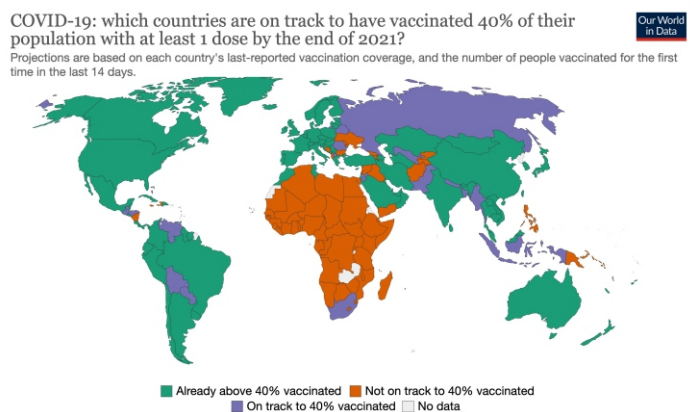 COVID-19: which countries are on track to have vaccinated 40% of their
population with at least 1 dose by the end of 2021?
Our World
in Data
Projections are based on each country's last-reported vaccination coverage, and the number of people vaccinated for the first
time in the last 14 days.
Already above 40% vaccinated
Not on track to 40% vaccinated
On track to 40% vaccinated
No data